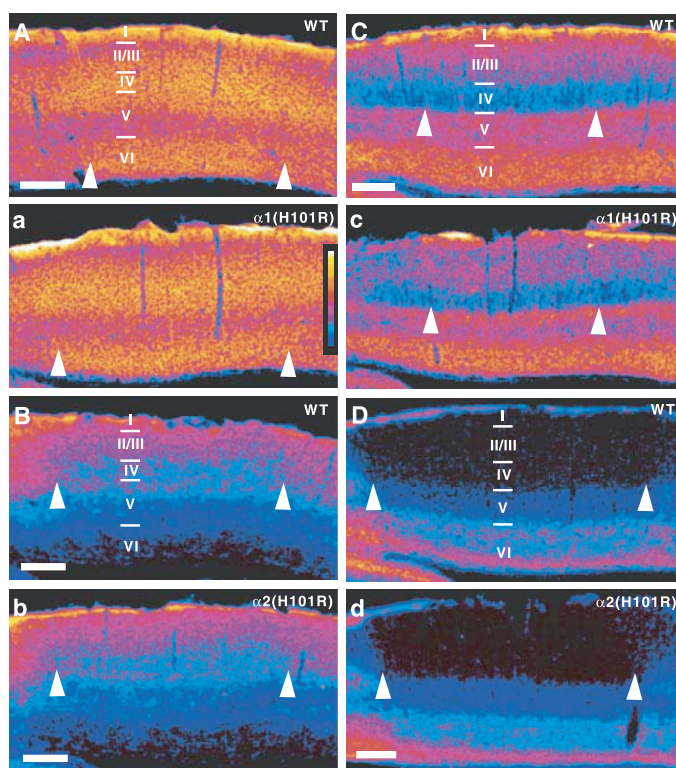 A WT
I
II/III
IV
V
VI
C WT
I
II/III
IV
V
VI
a α1(H101R)
c α1(H101R)
B WT
I
II/III
IV
V
VI
D WT
I
II/III
IV
V
VI
b α2(H101R)
d α2(H101R)